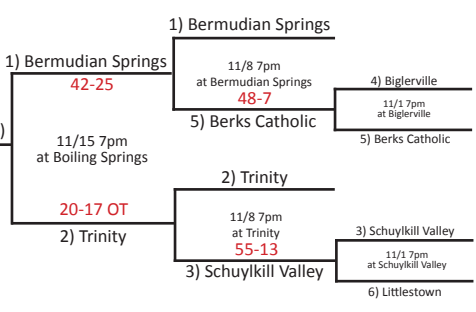 1) Bermudian Springs
1) Bermudian Springs
42-25
11/8 7pm
at Bermudian Springs
48-7
5) Berks Catholic
4) Biglerville
11/1 7pm
at Biglerville
5) Berks Catholic
)
11/15 7pm
at Boiling Springs
20-17 OT
2) Trinity
2) Trinity
11/8 7pm
at Trinity
55-13
3) Schuylkill Valley
3) Schuylkill Valley
11/1 7pm
at Schuylkill Valley
6) Littlestown